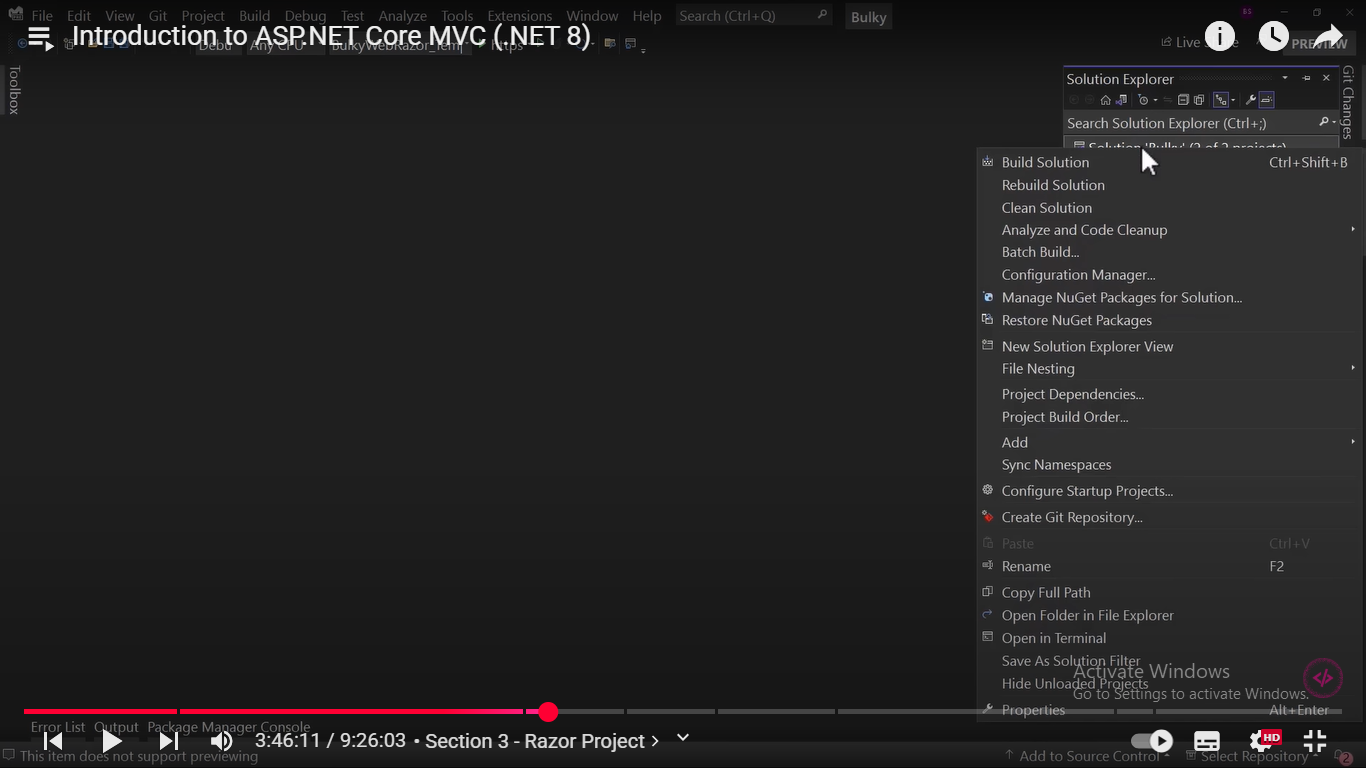 File Edit View Git Project Build Debug Test Analyze Tools Extensions Window Help Search (Ctrl+Q) Bulky
Introduction to ASP.NET Core MVC (.NET 8)
Debu Any CPU BulkyWebRazor_Temp https Live PREVIEW
Toolbox
Solution Explorer
Git Changes
Search Solution Explorer (Ctrl+;)
Solution 'Bulky' (2 of 2 projects)
Build Solution Ctrl+Shift+B
Rebuild Solution
Clean Solution
Analyze and Code Cleanup
Batch Build...
Configuration Manager...
Manage NuGet Packages for Solution...
Restore NuGet Packages
New Solution Explorer View
File Nesting
Project Dependencies...
Project Build Order...
Add
Sync Namespaces
Configure Startup Projects...
Create Git Repository...
Paste Ctrl+V
Rename F2
Copy Full Path
Open Folder in File Explorer
Open in Terminal
Save As Solution Filter
Hide Unloaded Projects
Activate Windows
Go to Settings to activate Windows.
Properties Alt+Enter
Error List Output Package Manager Console
3:46:11 / 9:26:03 • Section 3 - Razor Project
HD
This item does not support previewing
Add to Source Control Select Repository 2